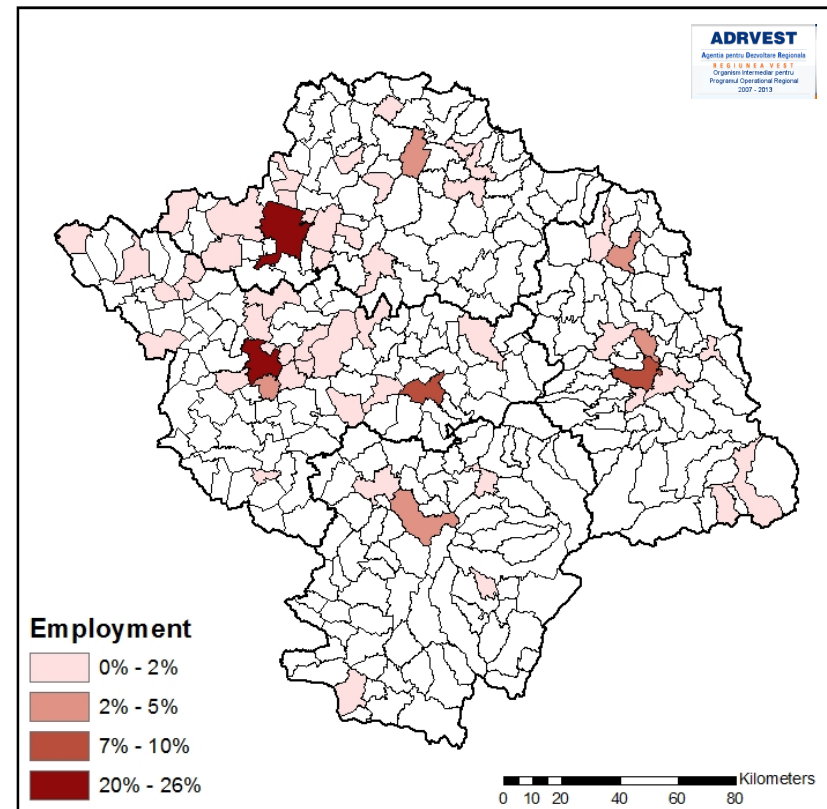 ADRVEST
Agentia pentru Dezvoltare Regionala
REGIUNEA VEST
Organism Intermediar pentru
Programul Operational Regional
2007 - 2013
Employment
0% - 2%
2% - 5%
7% - 10%
20% - 26%
Kilometers
0 10 20 40 60 80